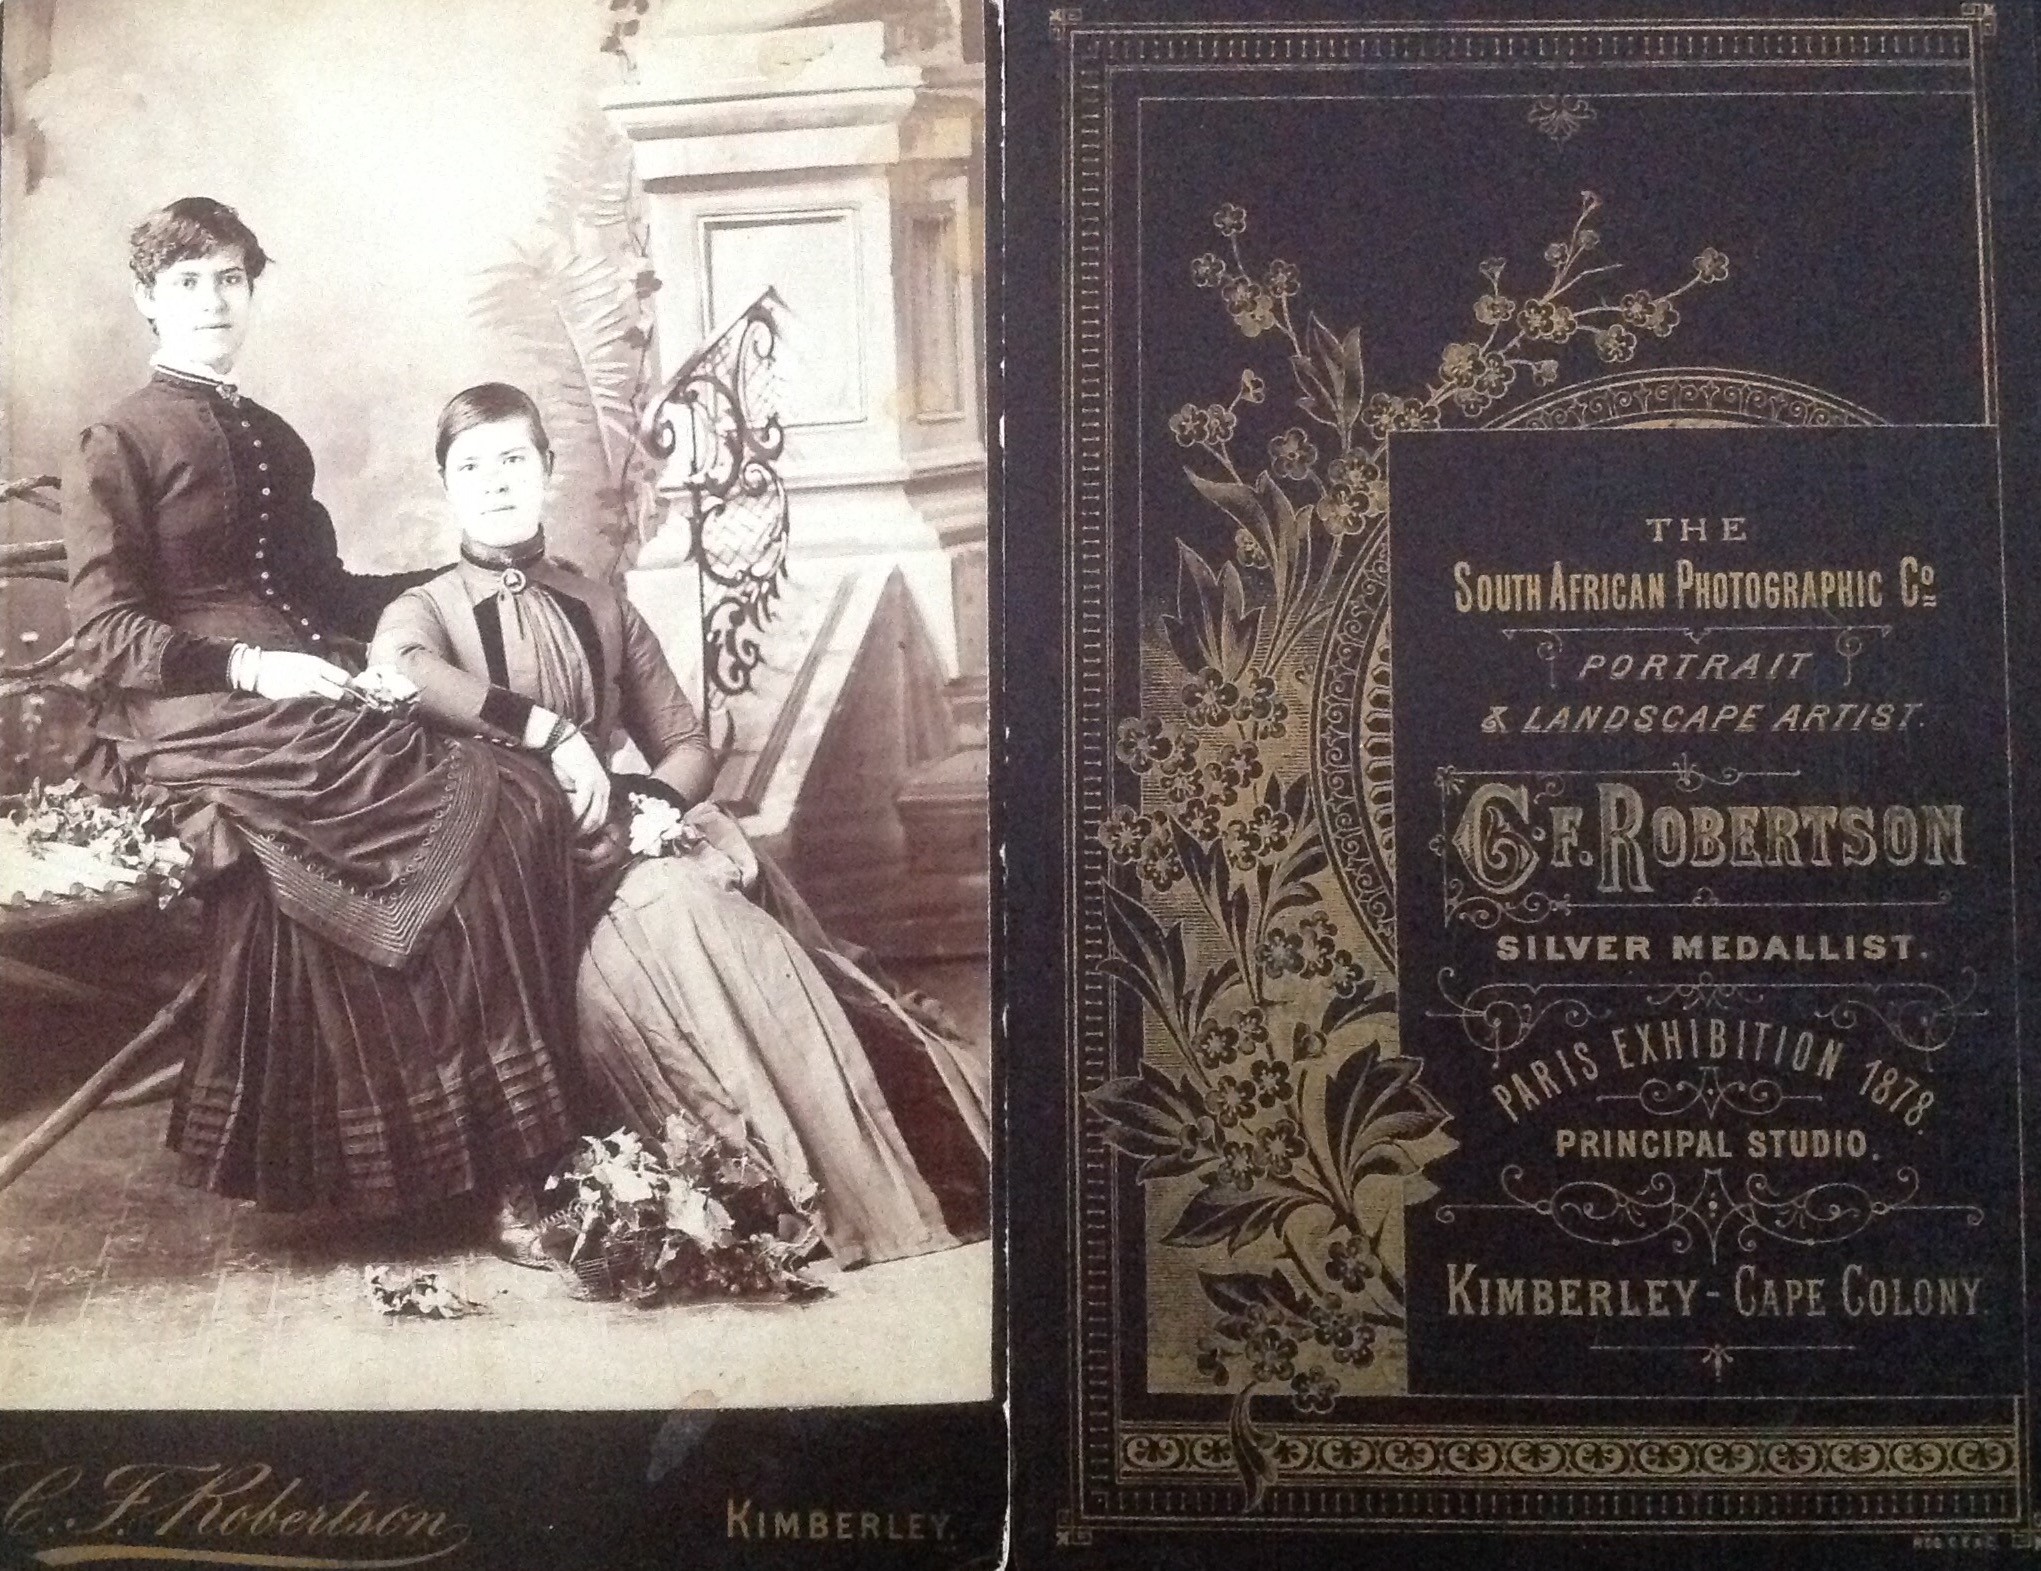 C. F. Robertson
KIMBERLEY.
THE
SOUTH AFRICAN PHOTOGRAPHIC Co
PORTRAIT
& LANDSCAPE ARTIST.
C. F. ROBERTSON
SILVER MEDALLIST.
PARIS EXHIBITION 1878.
PRINCIPAL STUDIO.
KIMBERLEY - CAPE COLONY.